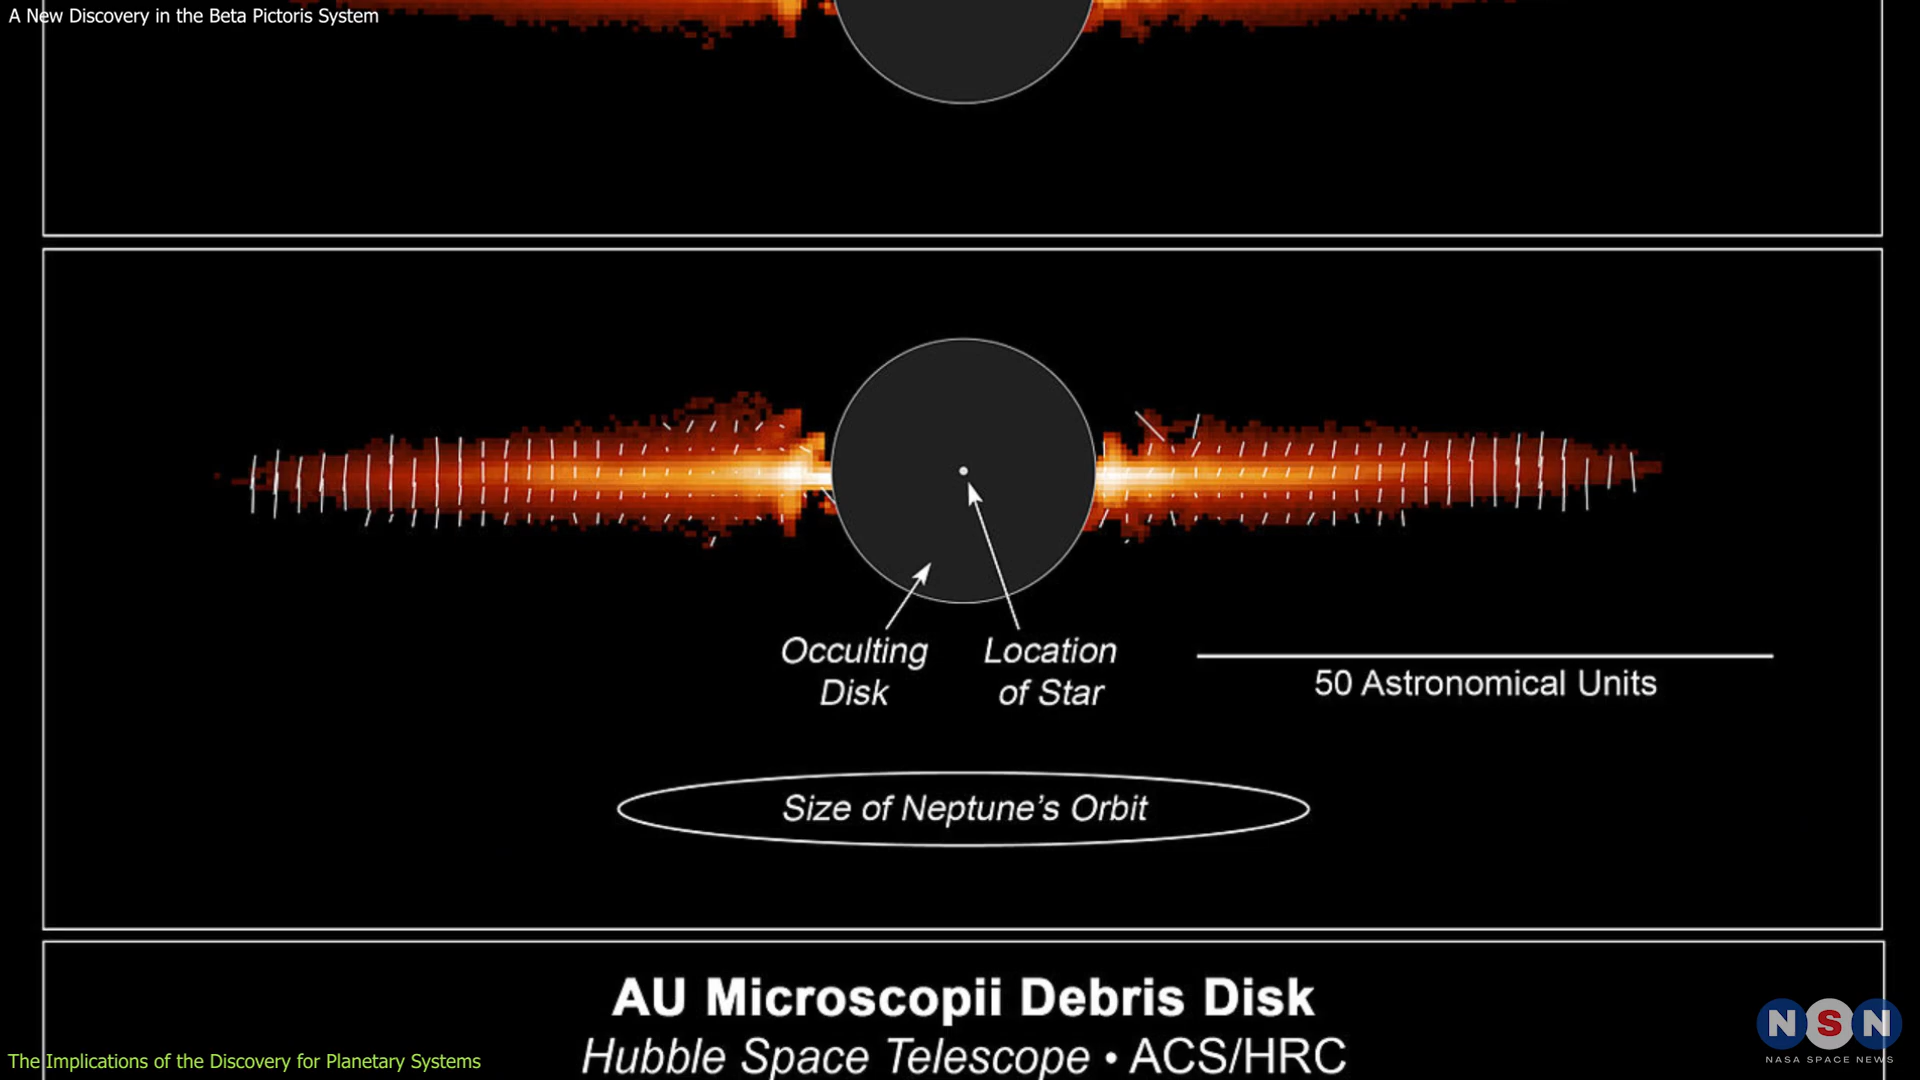 A New Discovery in the Beta Pictoris System
Occulting
Disk
Location
of Star
50 Astronomical Units
Size of Neptune’s Orbit
AU Microscopii Debris Disk
Hubble Space Telescope • ACS/HRC
The Implications of the Discovery for Planetary Systems
NSN
NASA SPACE NEWS